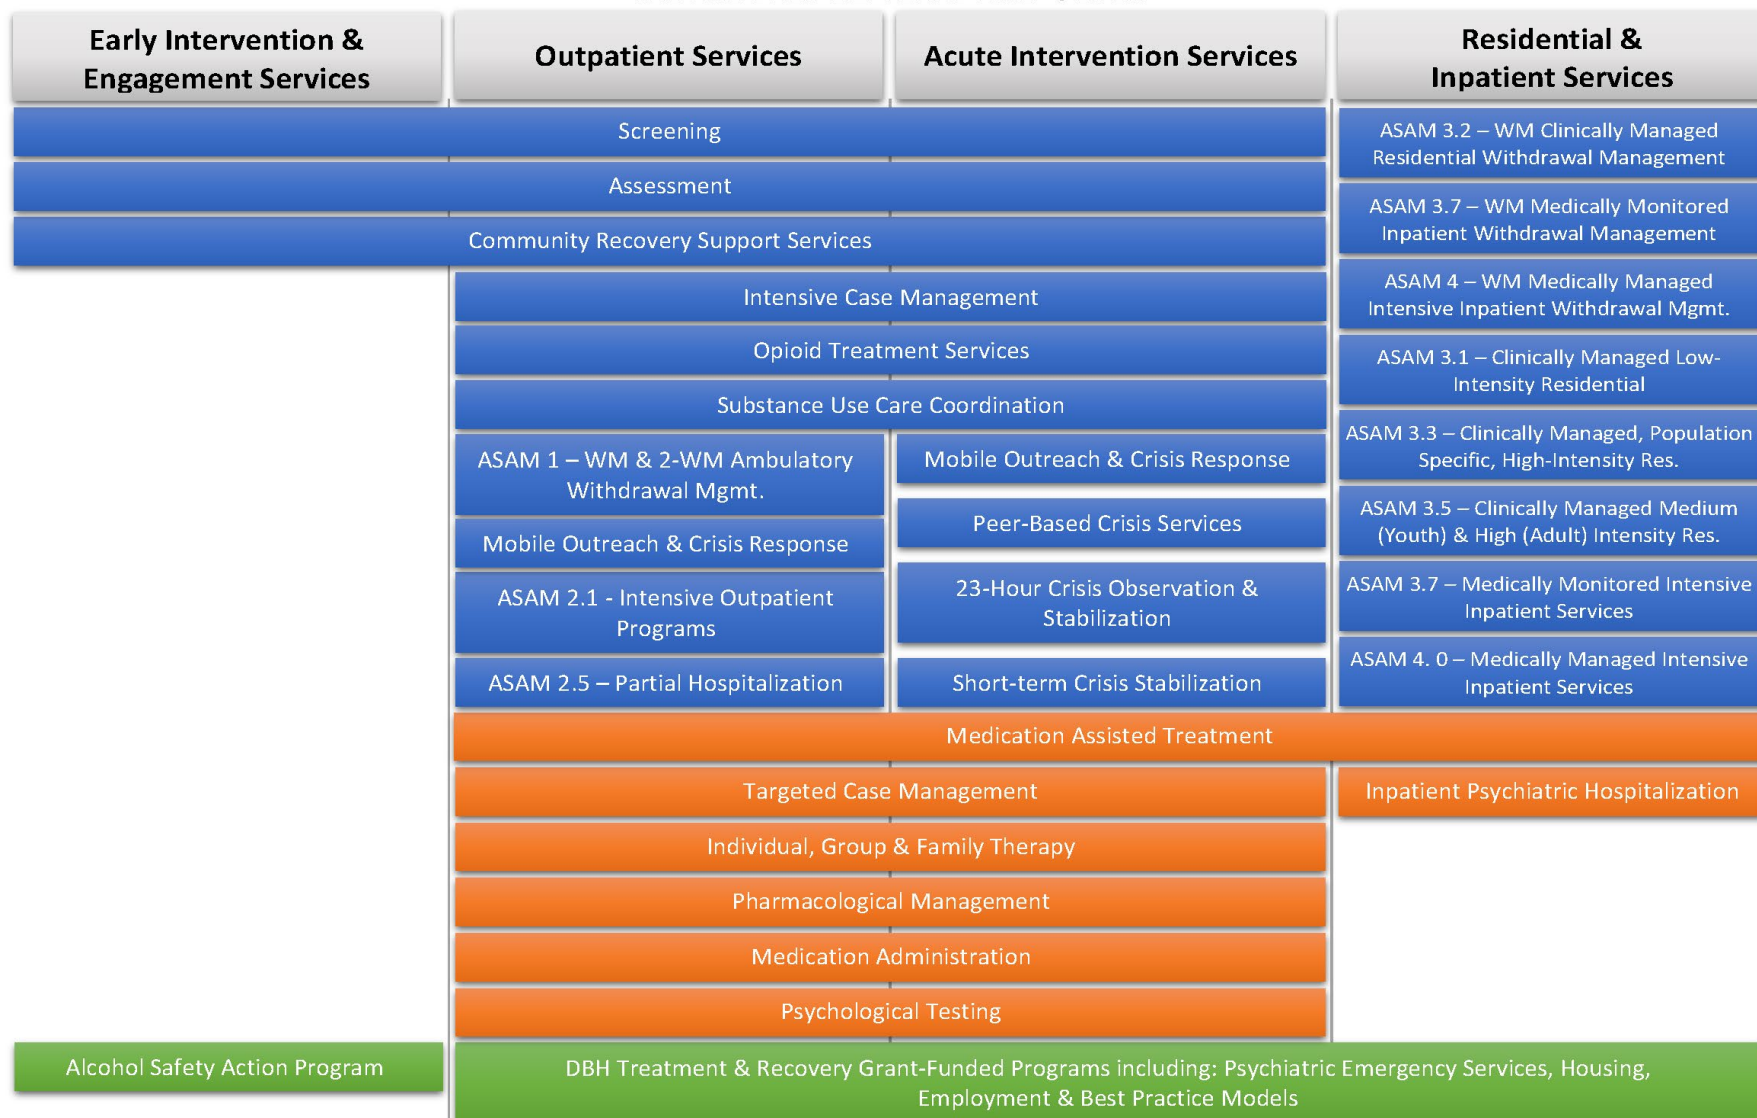 Early Intervention &
Engagement Services
Outpatient Services
Acute Intervention Services
Residential &
Inpatient Services
Screening
Assessment
Community Recovery Support Services
Intensive Case Management
Opioid Treatment Services
Substance Use Care Coordination
ASAM 1 – WM & 2-WM Ambulatory
Withdrawal Mgmt.
Mobile Outreach & Crisis Response
ASAM 2.1 - Intensive Outpatient
Programs
ASAM 2.5 – Partial Hospitalization
Mobile Outreach & Crisis Response
Peer-Based Crisis Services
23-Hour Crisis Observation &
Stabilization
Short-term Crisis Stabilization
ASAM 3.2 – WM Clinically Managed
Residential Withdrawal Management
ASAM 3.7 – WM Medically Monitored
Inpatient Withdrawal Management
ASAM 4 – WM Medically Managed
Intensive Inpatient Withdrawal Mgmt.
ASAM 3.1 – Clinically Managed Low-
Intensity Residential
ASAM 3.3 – Clinically Managed, Population
Specific, High-Intensity Res.
ASAM 3.5 – Clinically Managed Medium
(Youth) & High (Adult) Intensity Res.
ASAM 3.7 – Medically Monitored Intensive
Inpatient Services
ASAM 4. 0 – Medically Managed Intensive
Inpatient Services
Medication Assisted Treatment
Targeted Case Management
Inpatient Psychiatric Hospitalization
Individual, Group & Family Therapy
Pharmacological Management
Medication Administration
Psychological Testing
Alcohol Safety Action Program
DBH Treatment & Recovery Grant-Funded Programs including: Psychiatric Emergency Services, Housing,
Employment & Best Practice Models